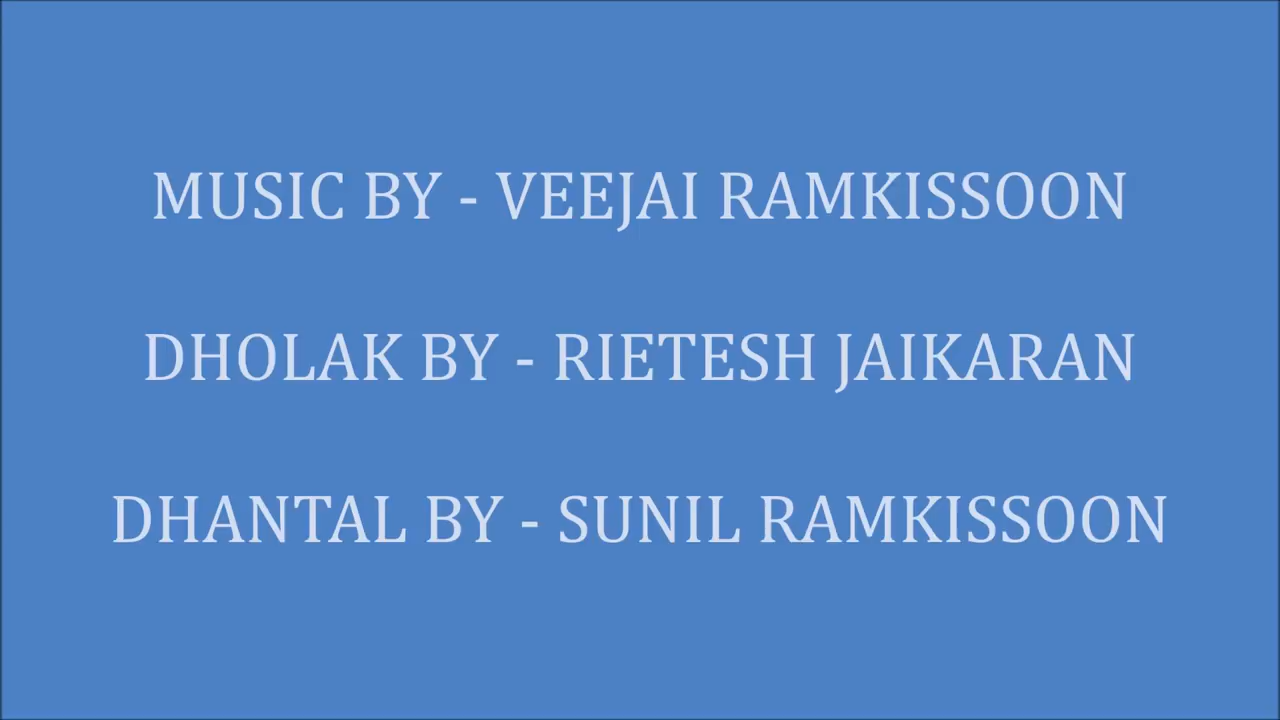 MUSIC BY - VEEJAI RAMKISSOON
DHOLAK BY - RIETESH JAIKARAN
DHANTAL BY - SUNIL RAMKISSOON